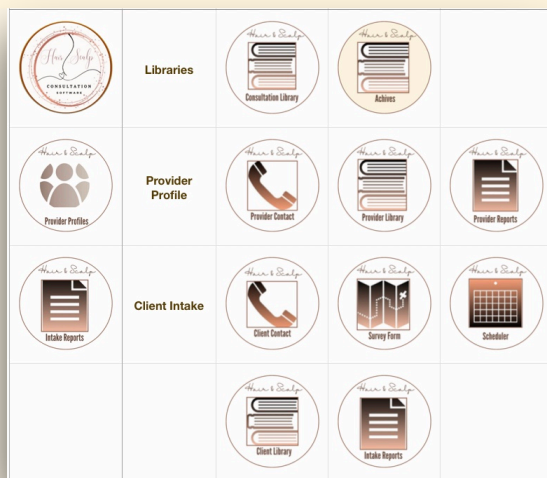 Hair & Scalp
CONSULTATION
SOFTWARE
Libraries
Hair & Scalp
Consultation Library
Hair & Scalp
Achives
Hair & Scalp
Provider Profiles
Provider
Profile
Hair & Scalp
Provider Contact
Hair & Scalp
Provider Library
Hair & Scalp
Provider Reports
Hair & Scalp
Intake Reports
Client Intake
Hair & Scalp
Client Contact
Hair & Scalp
Survey Form
Hair & Scalp
Scheduler
Hair & Scalp
Client Library
Hair & Scalp
Intake Reports